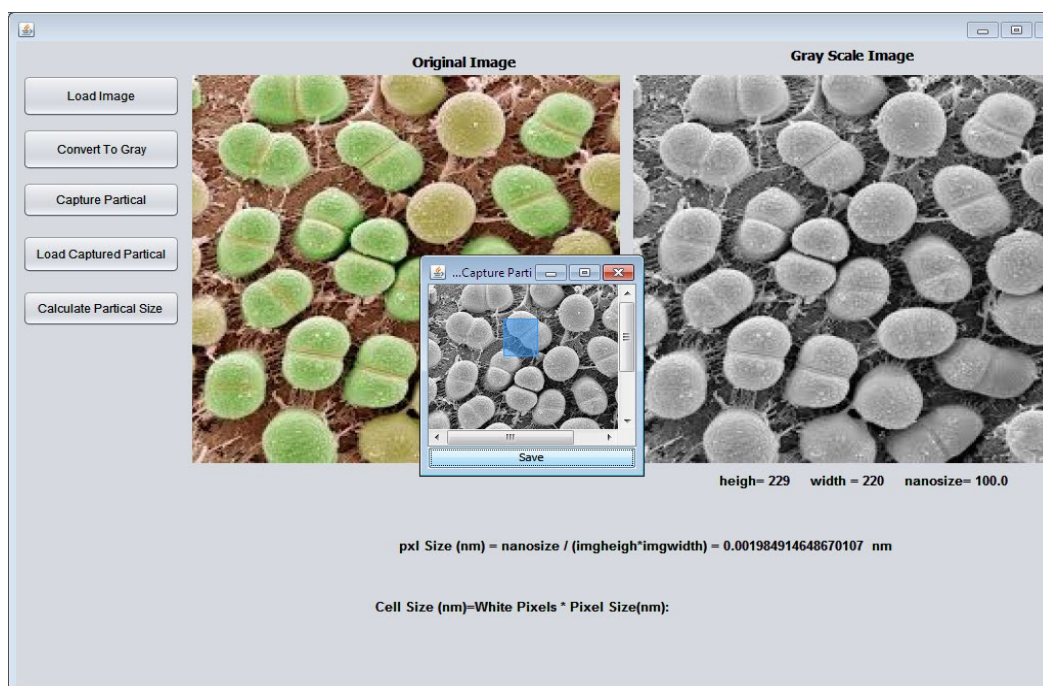 Original Image
Gray Scale Image
Load Image
Convert To Gray
Capture Partical
Load Captured Partical
Calculate Partical Size
...Capture Parti
Save
heigh= 229 width = 220 nanosize= 100.0
pxl Size (nm) = nanosize / (imgheigh*imgwidth) = 0.001984914648670107 nm
Cell Size (nm)=White Pixels * Pixel Size(nm):